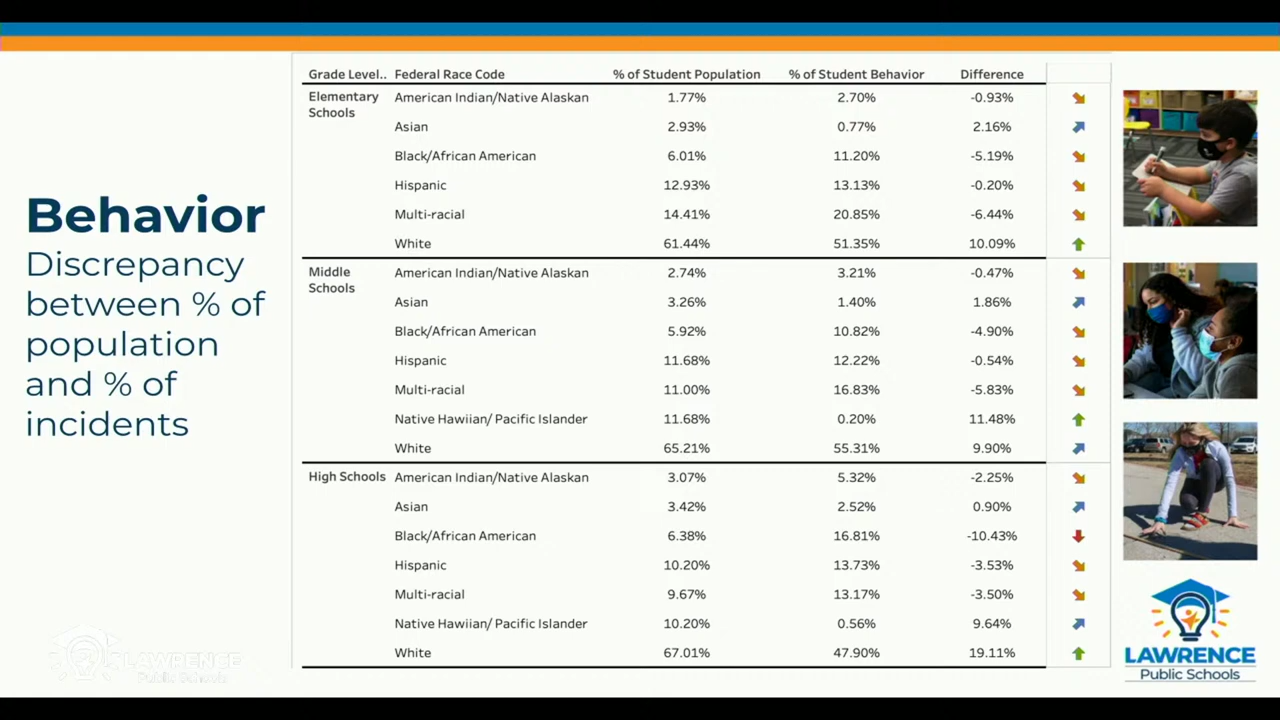 Behavior
Discrepancy
between % of
population
and % of
incidents
Grade Level.. Federal Race Code % of Student Population % of Student Behavior Difference
Elementary Schools American Indian/Native Alaskan 1.77% 2.70% -0.93%
Asian 2.93% 0.77% 2.16%
Black/African American 6.01% 11.20% -5.19%
Hispanic 12.93% 13.13% -0.20%
Multi-racial 14.41% 20.85% -6.44%
White 61.44% 51.35% 10.09%
Middle Schools American Indian/Native Alaskan 2.74% 3.21% -0.47%
Asian 3.26% 1.40% 1.86%
Black/African American 5.92% 10.82% -4.90%
Hispanic 11.68% 12.22% -0.54%
Multi-racial 11.00% 16.83% -5.83%
Native Hawiian/ Pacific Islander 11.68% 0.20% 11.48%
White 65.21% 55.31% 9.90%
High Schools American Indian/Native Alaskan 3.07% 5.32% -2.25%
Asian 3.42% 2.52% 0.90%
Black/African American 6.38% 16.81% -10.43%
Hispanic 10.20% 13.73% -3.53%
Multi-racial 9.67% 13.17% -3.50%
Native Hawiian/ Pacific Islander 10.20% 0.56% 9.64%
White 67.01% 47.90% 19.11%
LAWRENCE
Public Schools
LAWRENCE
Public Schools